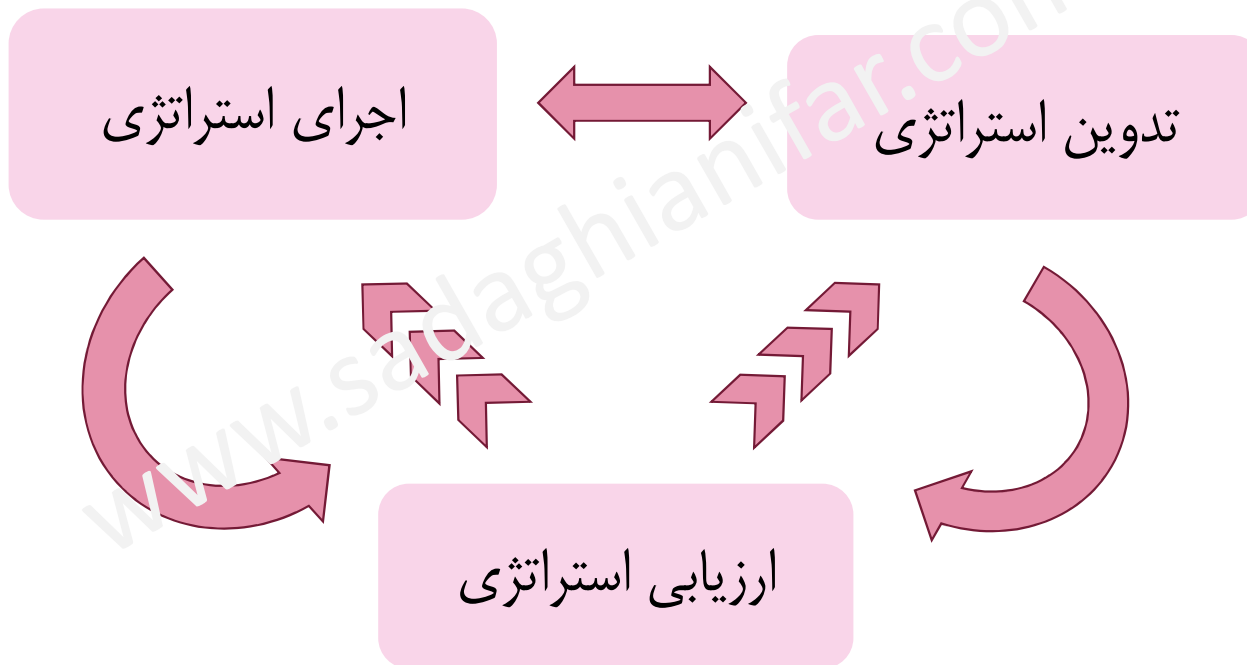 تدوین استراتژی
اجرای استراتژی
ارزیابی استراتژی
www.sadaghianifar.com